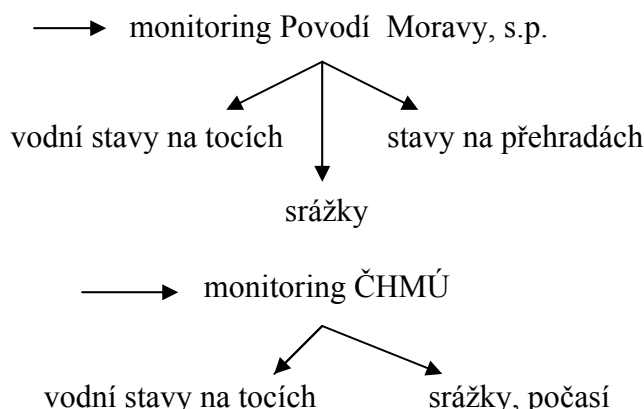 monitoring Povodí Moravy, s.p.
vodní stavy na tocích
stavy na přehradách
srážky
monitoring ČHMÚ
vodní stavy na tocích
srážky, počasí